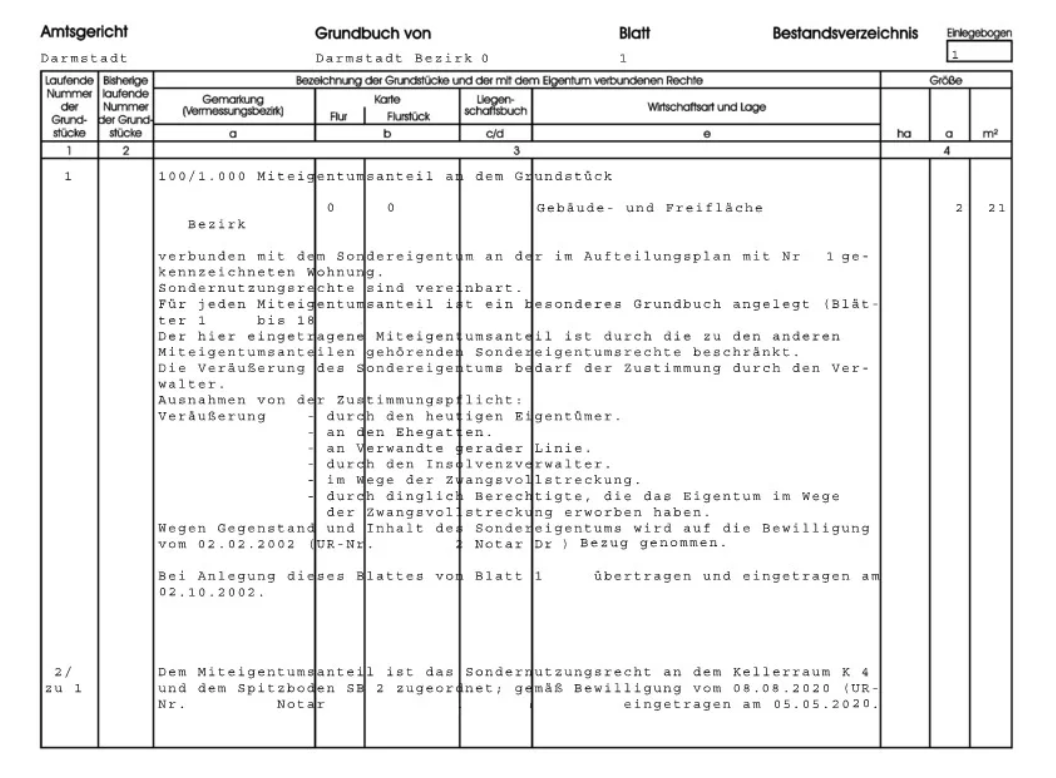 Amtsgericht Grundbuch von Blatt Bestandsverzeichnis Einlegebogen
Darmstadt Darmstadt Bezirk 0 1 1
Laufende Nummer der Grund-stücke
Bisherige laufende Nummer der Grund-stücke
Bezeichnung der Grundstücke und der mit dem Eigentum verbundenen Rechte Größe
Gemarkung (Vermessungsbezirk) Karte Liegen-schaftsbuch Wirtschaftsart und Lage
Flur Flurstück
a b c/d e ha a m²
1 2 3 4
1 100/1.000 Miteigentumsanteil an dem Grundstück
0 0 Gebäude- und Freifläche 2 21
Bezirk
verbunden mit dem Sondereigentum an der im Aufteilungsplan mit Nr 1 ge-
kennzeichneten Wohnung.
Sondernutzungsrechte sind vereinbart.
Für jeden Miteigentumsanteil ist ein besonderes Grundbuch angelegt (Blät-
ter 1 bis 18
Der hier eingetragene Miteigentumsanteil ist durch die zu den anderen
Miteigentumsanteilen gehörenden Sondereigentumsrechte beschränkt.
Die Veräußerung des Sondereigentums bedarf der Zustimmung durch den Ver-
walter.
Ausnahmen von der Zustimmungspflicht:
Veräußerung - durch den heutigen Eigentümer.
- an den Ehegatten.
- an Verwandte gerader Linie.
- durch den Insolvenzverwalter.
- im Wege der Zwangsvollstreckung.
- durch dinglich Berechtigte, die das Eigentum im Wege
der Zwangsvollstreckung erworben haben.
Wegen Gegenstand und Inhalt des Sondereigentums wird auf die Bewilligung
vom 02.02.2002 (UR-Nr. 2 Notar Dr ) Bezug genommen.
Bei Anlegung dieses Blattes von Blatt 1 übertragen und eingetragen am
02.10.2002.
2/ Dem Miteigentumsanteil ist das Sondernutzungsrecht an dem Kellerraum K 4
zu 1 und dem Spitzboden SB 2 zugeordnet; gemäß Bewilligung vom 08.08.2020 (UR-
Nr. Notar eingetragen am 05.05.2020.